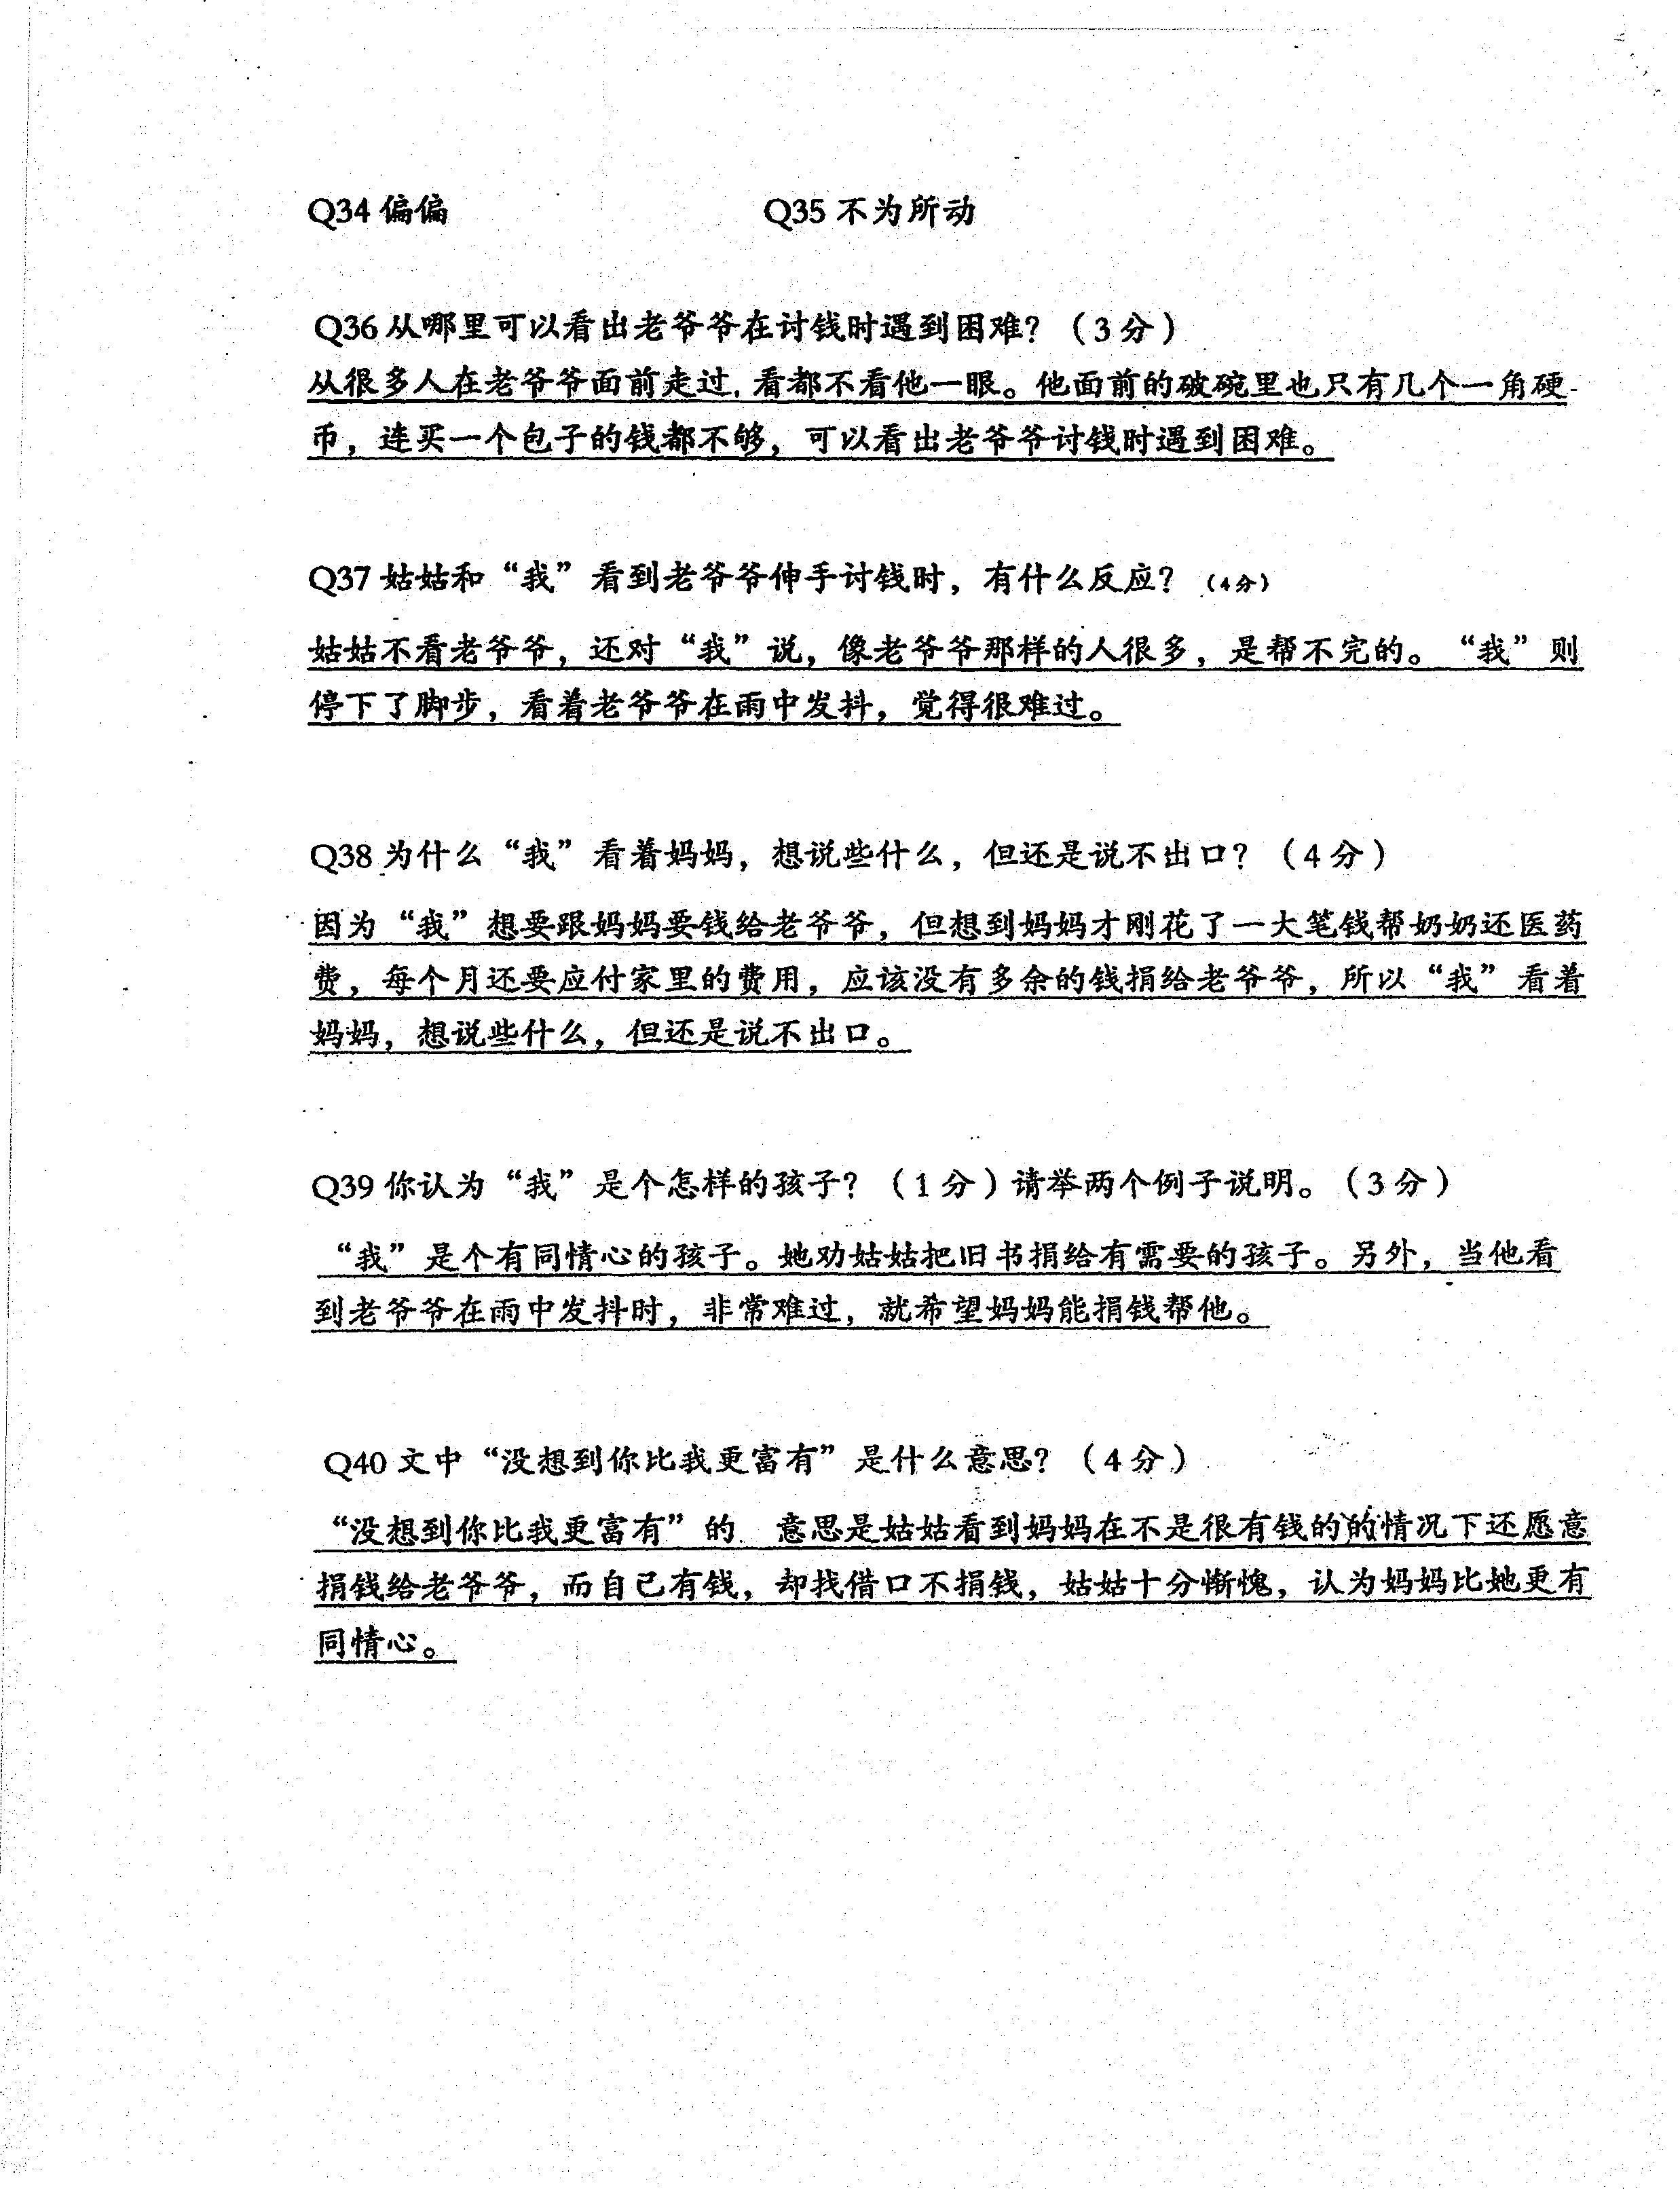 Q34 偏偏 Q35 不为所动
Q36 从哪里可以看出老爷爷在讨钱时遇到困难？（3 分）
从很多人在老爷爷面前走过, 看都不看他一眼。他面前的破碗里也只有几个一角硬
币，连买一个包子的钱都不够，可以看出老爷爷讨钱时遇到困难。
Q37 姑姑和“我”看到老爷爷伸手讨钱时，有什么反应？（4 分）
姑姑不看老爷爷，还对“我”说，像老爷爷那样的人很多，是帮不完的。“我”则
停下了脚步，看着老爷爷在雨中发抖，觉得很难过。
Q38 为什么“我”看着妈妈，想说些什么，但还是说不出口？（4 分）
因为“我”想要跟妈妈要钱给老爷爷，但想到妈妈才刚花了一大笔钱帮奶奶还医药
费，每个月还要应付家里的费用，应该没有多余的钱捐给老爷爷，所以“我”看着
妈妈，想说些什么，但还是说不出口。
Q39 你认为“我”是个怎样的孩子？（1 分）请举两个例子说明。（3 分）
“我”是个有同情心的孩子。她劝姑姑把旧书捐给有需要的孩子。另外，当他看
到老爷爷在雨中发抖时，非常难过，就希望妈妈能捐钱帮他。
Q40 文中“没想到你比我更富有”是什么意思？（4 分）
“没想到你比我更富有”的 意思是姑姑看到妈妈在不是很有钱的的情况下还愿意
捐钱给老爷爷，而自己有钱，却找借口不捐钱，姑姑十分惭愧，认为妈妈比她更有
同情心。